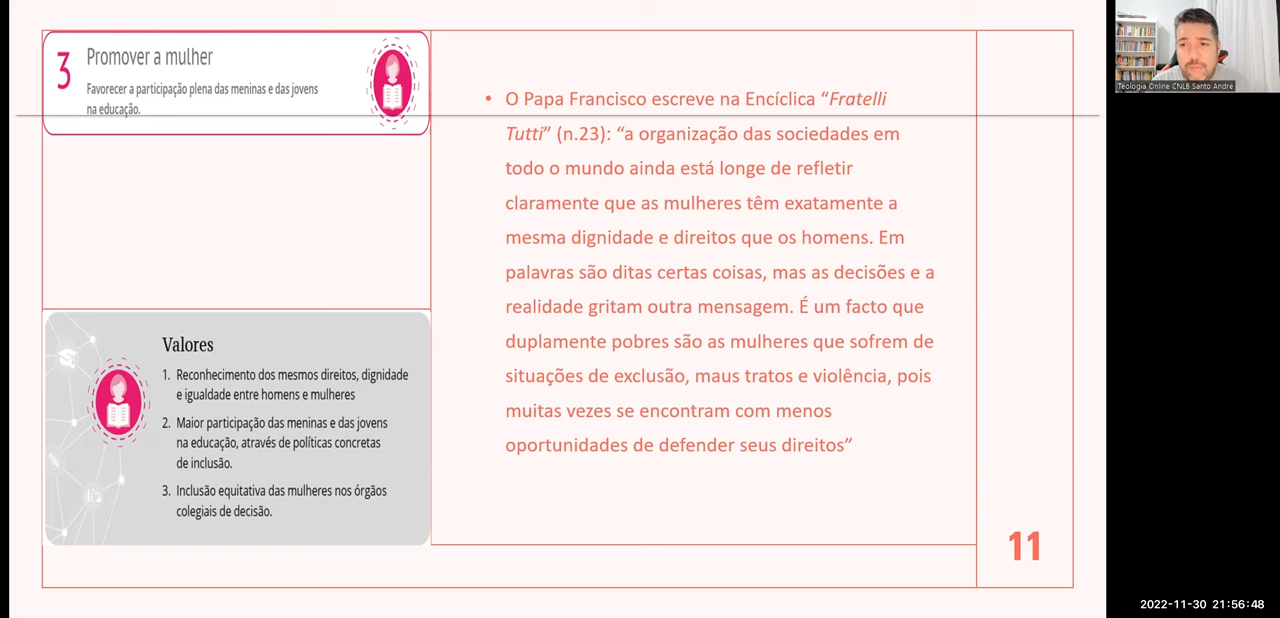 3
Promover a mulher
Favorecer a participação plena das meninas e das jovens
na educação.
• O Papa Francisco escreve na Encíclica “Fratelli
Tutti” (n.23): “a organização das sociedades em
todo o mundo ainda está longe de refletir
claramente que as mulheres têm exatamente a
mesma dignidade e direitos que os homens. Em
palavras são ditas certas coisas, mas as decisões e a
realidade gritam outra mensagem. É um facto que
duplamente pobres são as mulheres que sofrem de
situações de exclusão, maus tratos e violência, pois
muitas vezes se encontram com menos
oportunidades de defender seus direitos”
Valores
1. Reconhecimento dos mesmos direitos, dignidade
e igualdade entre homens e mulheres
2. Maior participação das meninas e das jovens
na educação, através de políticas concretas
de inclusão.
3. Inclusão equitativa das mulheres nos órgãos
colegiais de decisão.
11
Teologia Online CNLB Santo André
2022-11-30 21:56:48